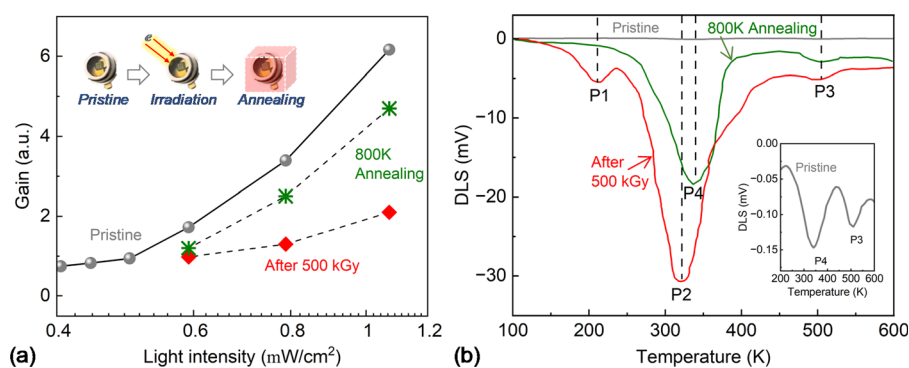 6
4
2
0
Gain (a.u.)
e
Pristine
Irradiation
Annealing
800K
Annealing
Pristine
After 500 kGy
0.4
0.6
0.8
1
1.2
(a)
Light intensity (mW/cm²)
0
−10
−20
−30
DLS (mV)
Pristine
800K Annealing
P1
P3
After
500 kGy
P4
P2
0.00
−0.05
−0.10
−0.15
DLS (mV)
Pristine
P4
P3
200
300
400
500
600
Temperature (K)
100
200
300
400
500
600
(b)
Temperature (K)